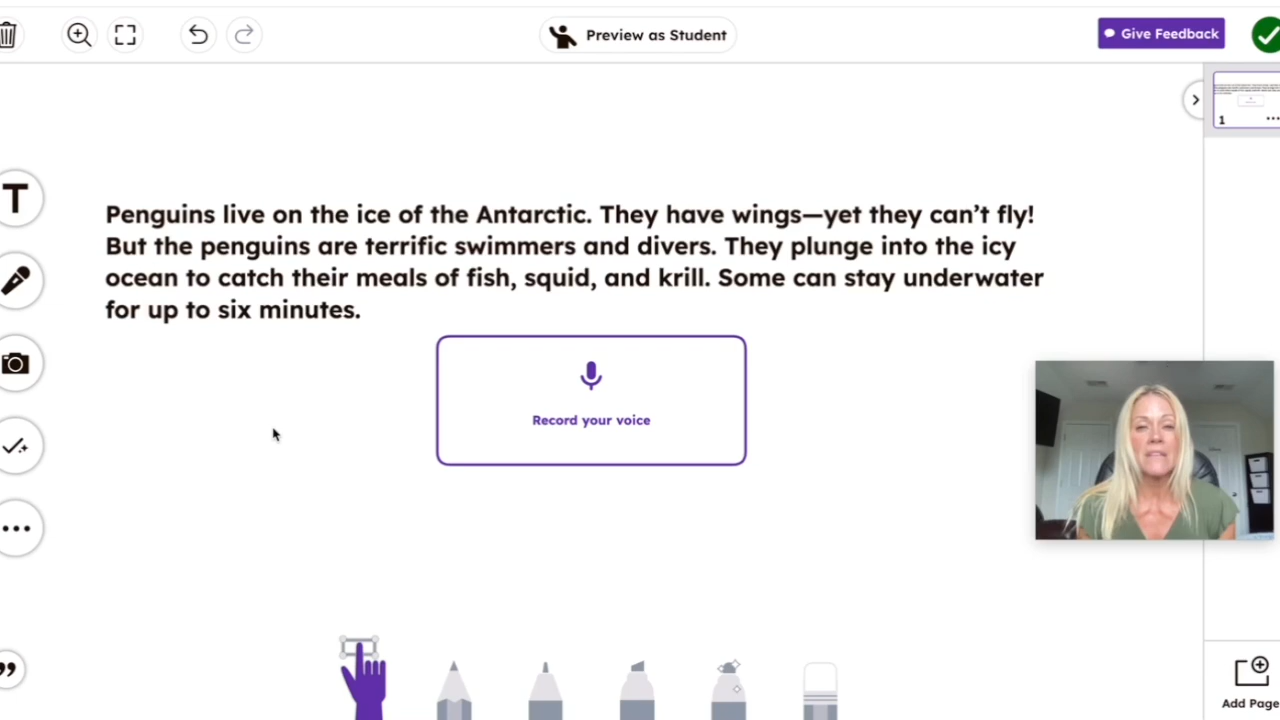 Preview as Student
Give Feedback
1
T
Penguins live on the ice of the Antarctic. They have wings—yet they can’t fly!
But the penguins are terrific swimmers and divers. They plunge into the icy
ocean to catch their meals of fish, squid, and krill. Some can stay underwater
for up to six minutes.
Record your voice
Add Page